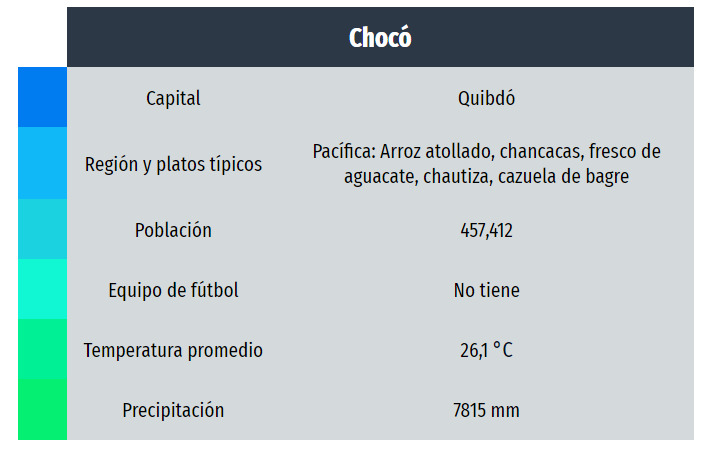 Chocó
Capital
Quibdó
Región y platos típicos
Pacífica: Arroz atollado, chancacas, fresco de
aguacate, chautiza, cazuela de bagre
Población
457,412
Equipo de fútbol
No tiene
Temperatura promedio
26,1 °C
Precipitación
7815 mm